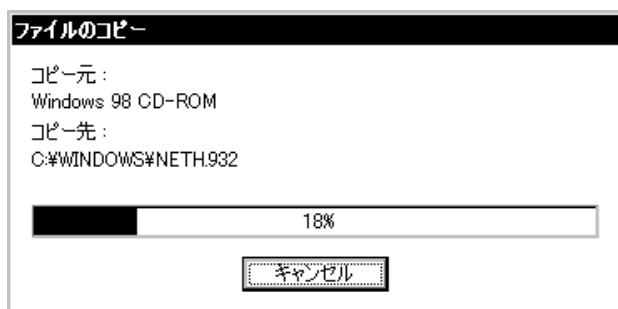 ファイルのコピー
コピー元：
Windows 98 CD-ROM
コピー先：
C:¥WINDOWS¥NETH.932
18%
キャンセル